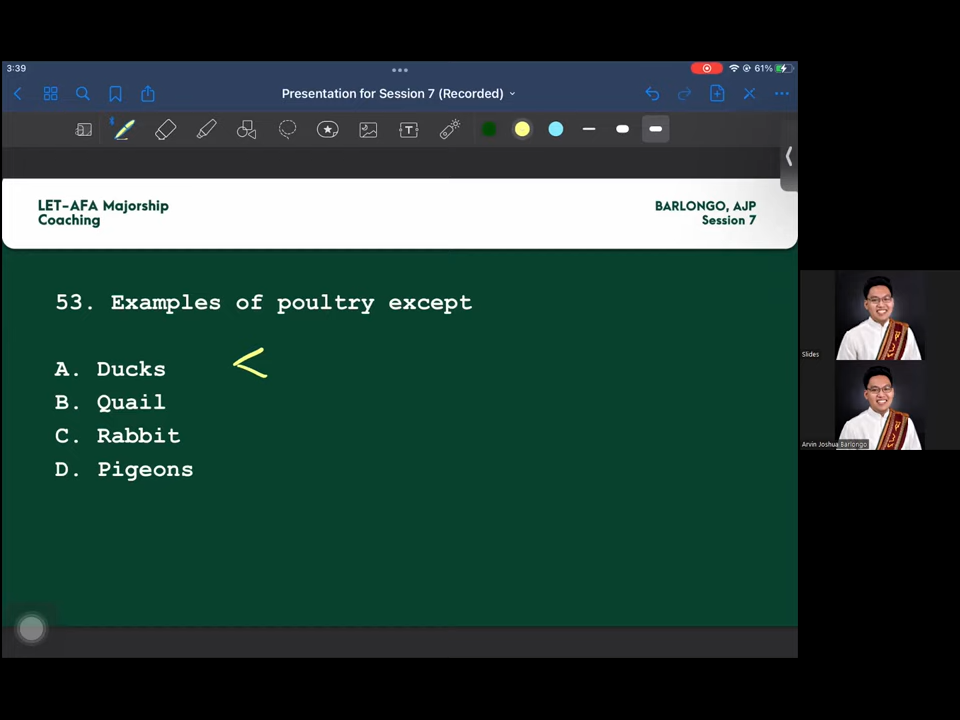 3:39
61%
Presentation for Session 7 (Recorded)
LET-AFA Majorship
Coaching
BARLONGO, AJP
Session 7
53. Examples of poultry except
A. Ducks
B. Quail
C. Rabbit
D. Pigeons
Slides
Arvin Joshua Barlongo